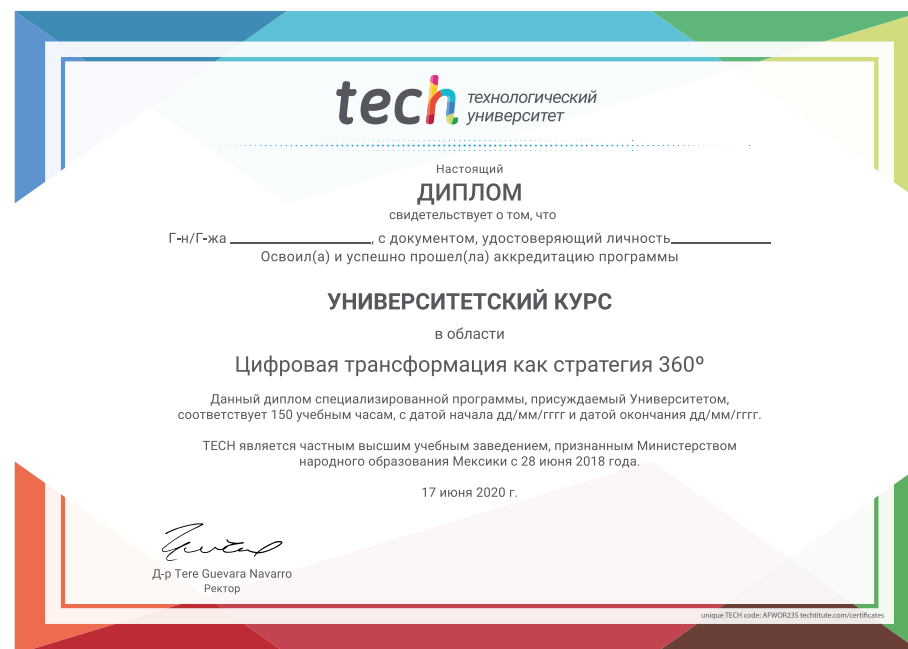 tech технологический
университет
Настоящий
ДИПЛОМ
свидетельствует о том, что
Г-н/Г-жа ____________________, с документом, удостоверяющий личность______________
Освоил(а) и успешно прошел(ла) аккредитацию программы
УНИВЕРСИТЕТСКИЙ КУРС
в области
Цифровая трансформация как стратегия 360º
Данный диплом специализированной программы, присуждаемый Университетом,
соответствует 150 учебным часам, с датой начала дд/мм/гггг и датой окончания дд/мм/гггг.
TECH является частным высшим учебным заведением, признанным Министерством
народного образования Мексики с 28 июня 2018 года.
17 июня 2020 г.
Д-р Tere Guevara Navarro
Ректор
unique TECH code: AFWOR23S techtitute.com/certificates